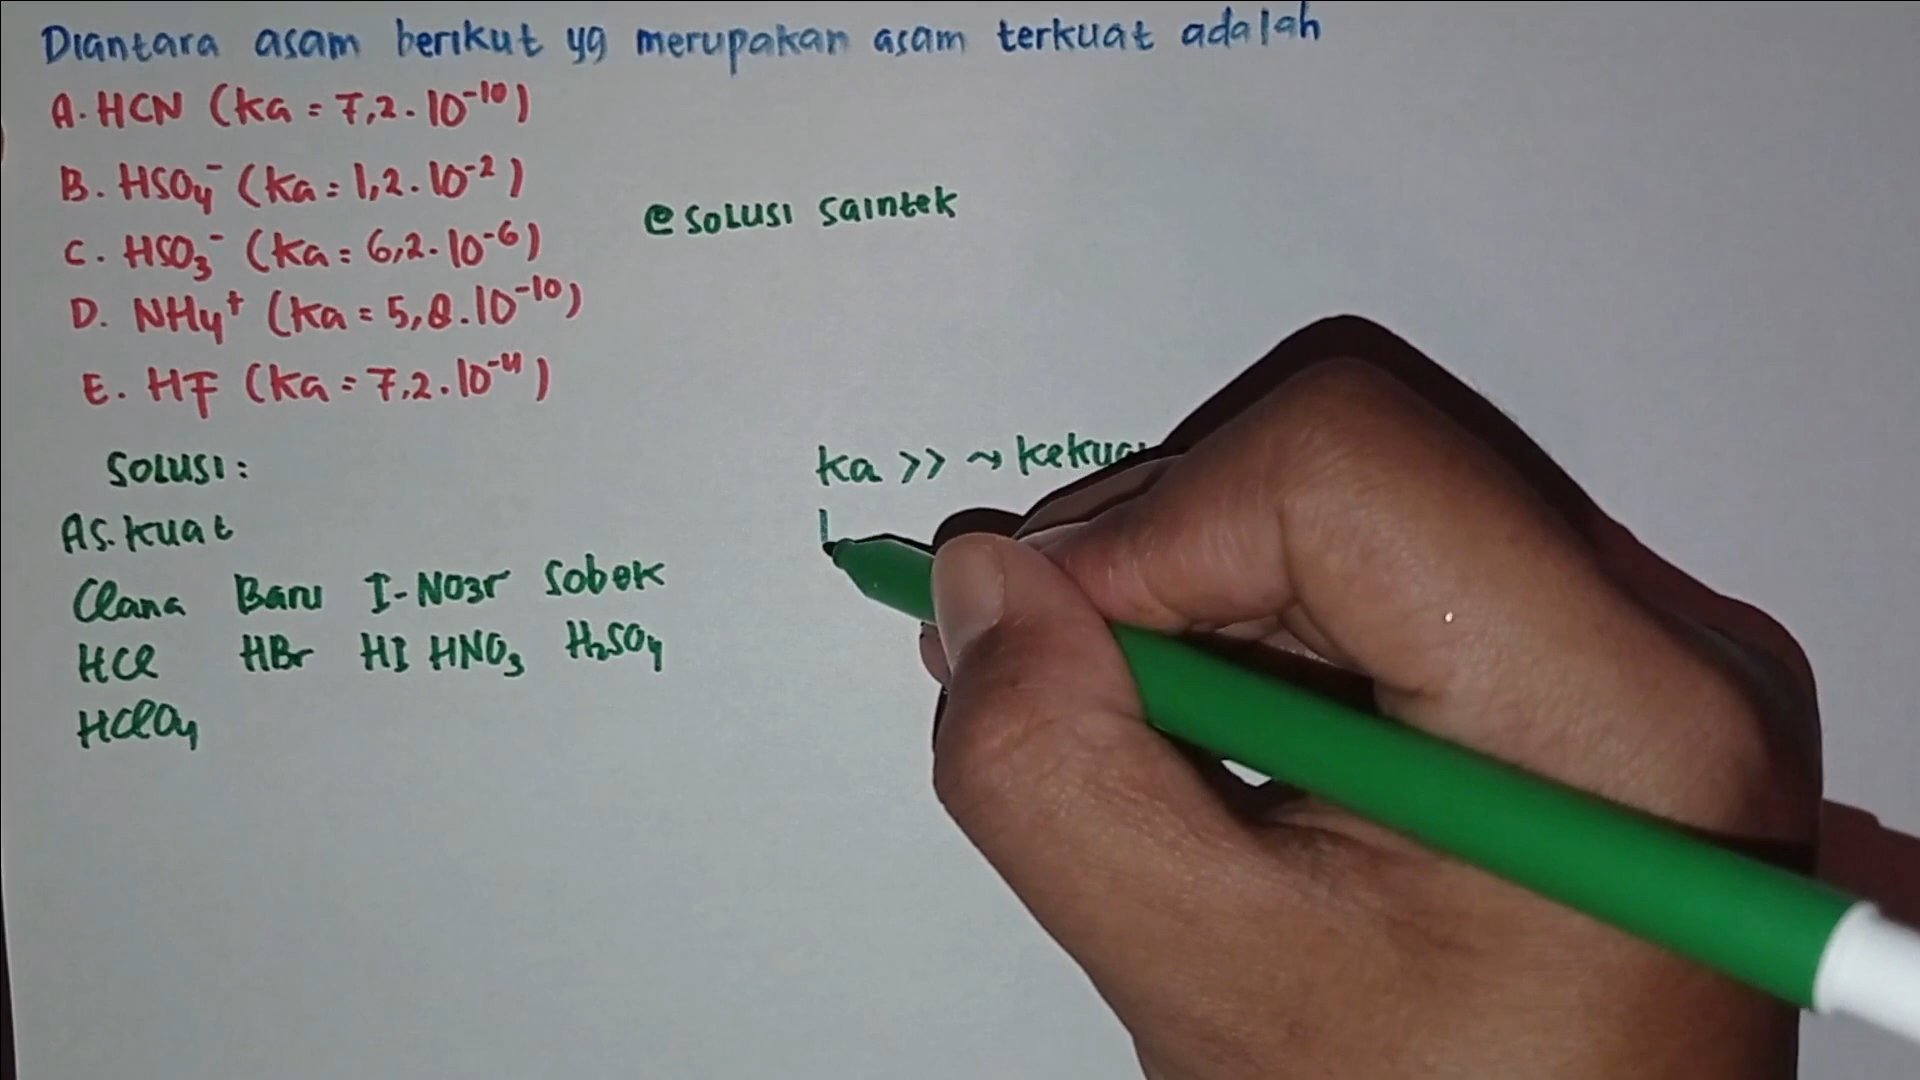 Diantara asam berikut yg merupakan asam terkuat adalah
A. HCN (Ka = 7,2 . 10⁻¹⁰)
B. HSO₄⁻ (Ka = 1,2 . 10⁻²)
C. HSO₃⁻ (Ka = 6,2 . 10⁻⁶)
D. NH₄⁺ (Ka = 5,8 . 10⁻¹⁰)
E. HF (Ka = 7,2 . 10⁻⁴)
@ SOLUSI Saintek
SOLUSI :
As. kuat
Clana Baru I-NO3r Sobek
HCl HBr HI HNO₃ H₂SO₄
HClO₄
Ka >> ~